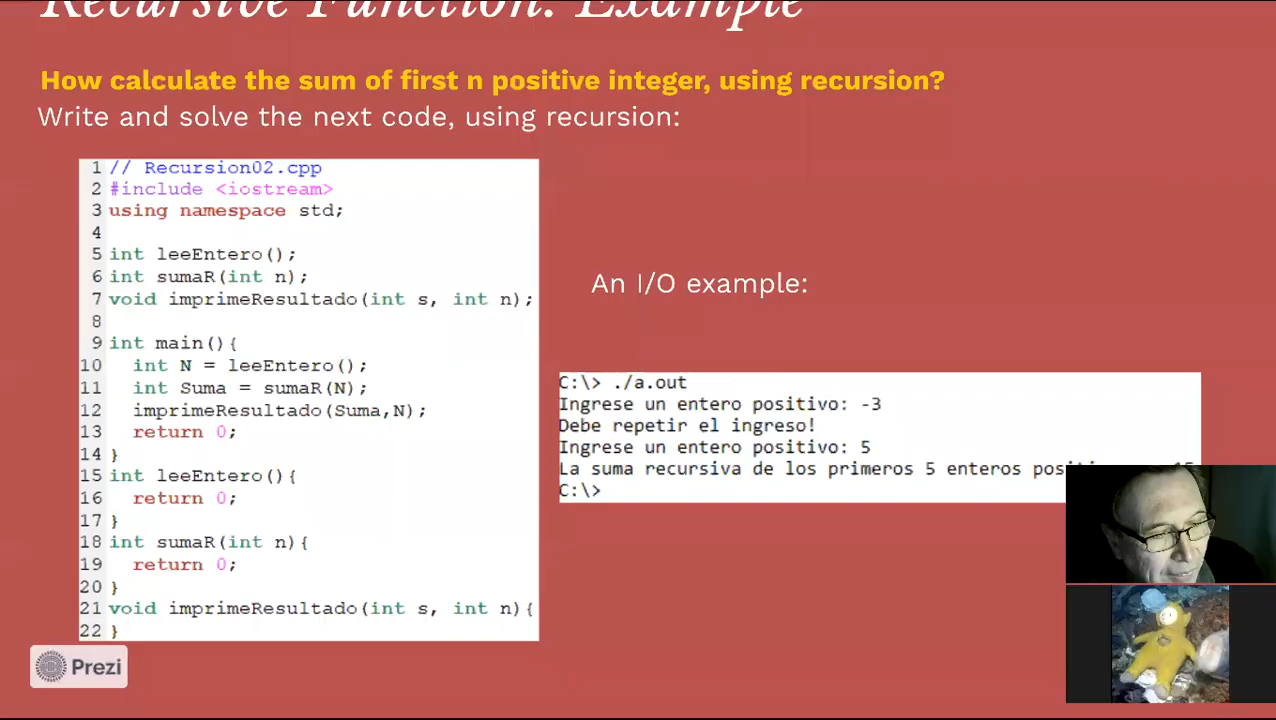 Recursive Function: Example
How calculate the sum of first n positive integer, using recursion?
Write and solve the next code, using recursion:
1 // Recursion02.cpp
2 #include <iostream>
3 using namespace std;
4
5 int leeEntero();
6 int sumaR(int n);
7 void imprimeResultado(int s, int n);
8
9 int main(){
10 int N = leeEntero();
11 int Suma = sumaR(N);
12 imprimeResultado(Suma,N);
13 return 0;
14 }
15 int leeEntero(){
16 return 0;
17 }
18 int sumaR(int n){
19 return 0;
20 }
21 void imprimeResultado(int s, int n){
22 }
An I/O example:
C:\> ./a.out
Ingrese un entero positivo: -3
Debe repetir el ingreso!
Ingrese un entero positivo: 5
La suma recursiva de los primeros 5 enteros
C:\>
Prezi